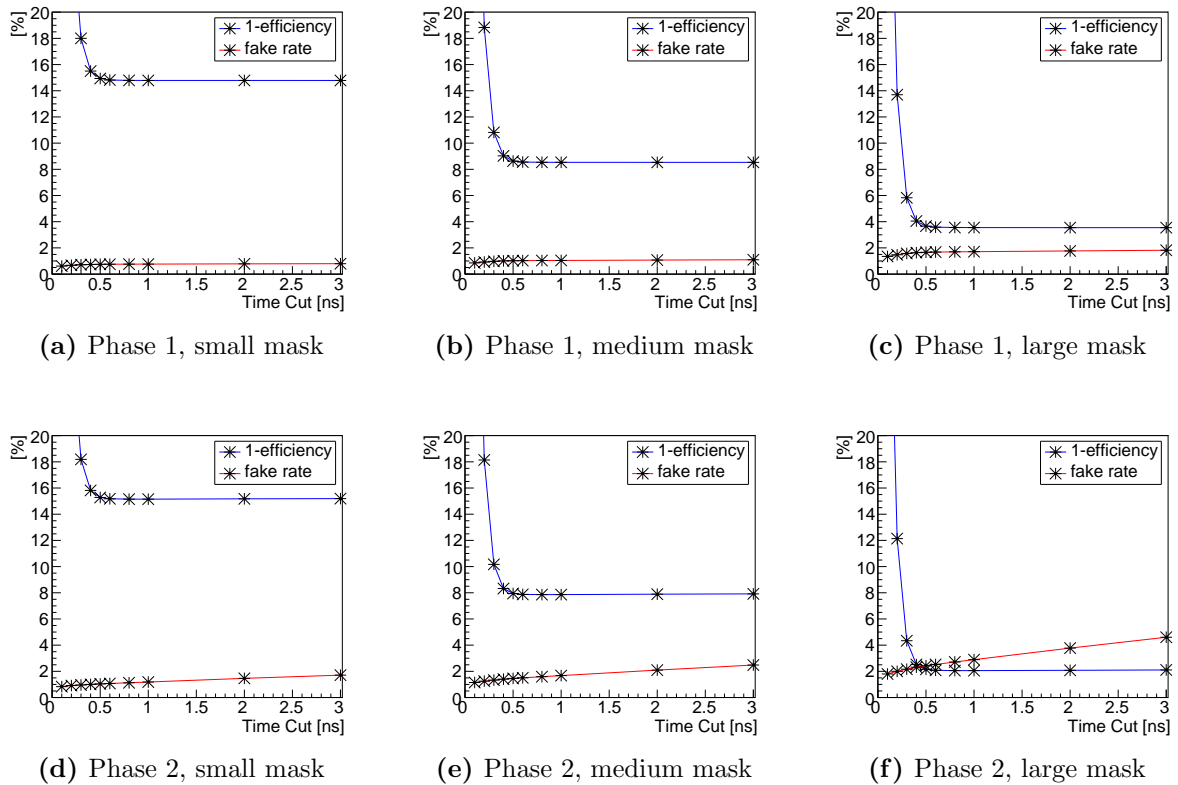 [%]
20
18
16
14
12
10
8
6
4
2
0
1-efficiency
fake rate
0 0.5 1 1.5 2 2.5 3
Time Cut [ns]
(a) Phase 1, small mask
[%]
20
18
16
14
12
10
8
6
4
2
0
1-efficiency
fake rate
0 0.5 1 1.5 2 2.5 3
Time Cut [ns]
(b) Phase 1, medium mask
[%]
20
18
16
14
12
10
8
6
4
2
0
1-efficiency
fake rate
0 0.5 1 1.5 2 2.5 3
Time Cut [ns]
(c) Phase 1, large mask
[%]
20
18
16
14
12
10
8
6
4
2
0
1-efficiency
fake rate
0 0.5 1 1.5 2 2.5 3
Time Cut [ns]
(d) Phase 2, small mask
[%]
20
18
16
14
12
10
8
6
4
2
0
1-efficiency
fake rate
0 0.5 1 1.5 2 2.5 3
Time Cut [ns]
(e) Phase 2, medium mask
[%]
20
18
16
14
12
10
8
6
4
2
0
1-efficiency
fake rate
0 0.5 1 1.5 2 2.5 3
Time Cut [ns]
(f) Phase 2, large mask